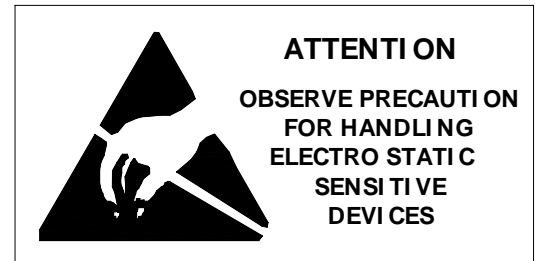 ATTENTION
OBSERVE PRECAUTION
FOR HANDLING
ELECTRO STATIC
SENSITIVE
DEVICES